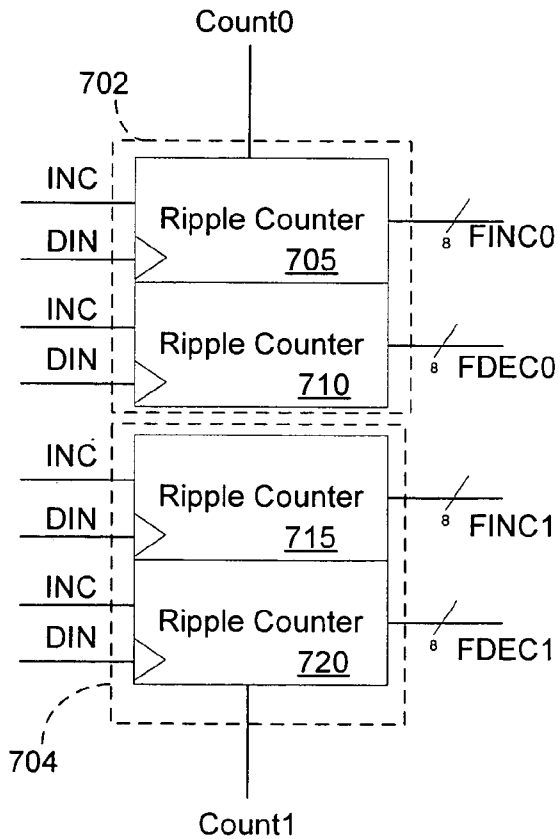 Count0
702
INC
Ripple Counter
DIN
705
8
FINC0
INC
Ripple Counter
DIN
710
8
FDEC0
INC
Ripple Counter
DIN
715
8
FINC1
INC
Ripple Counter
DIN
720
8
FDEC1
704
Count1